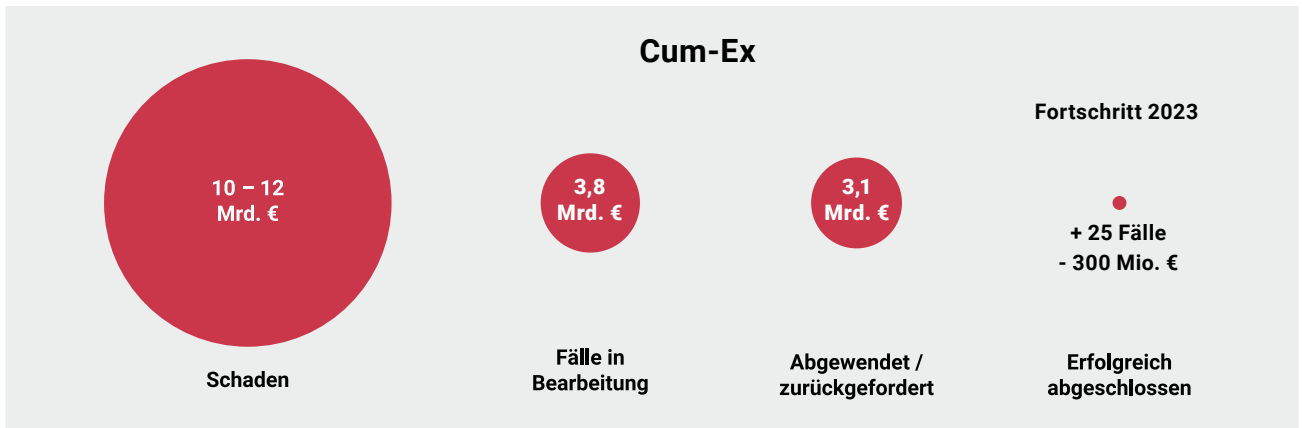 Cum-Ex
Fortschritt 2023
10 – 12
Mrd. €
3,8
Mrd. €
3,1
Mrd. €
+ 25 Fälle
- 300 Mio. €
Schaden
Fälle in
Bearbeitung
Abgewendet /
zurückgefordert
Erfolgreich
abgeschlossen